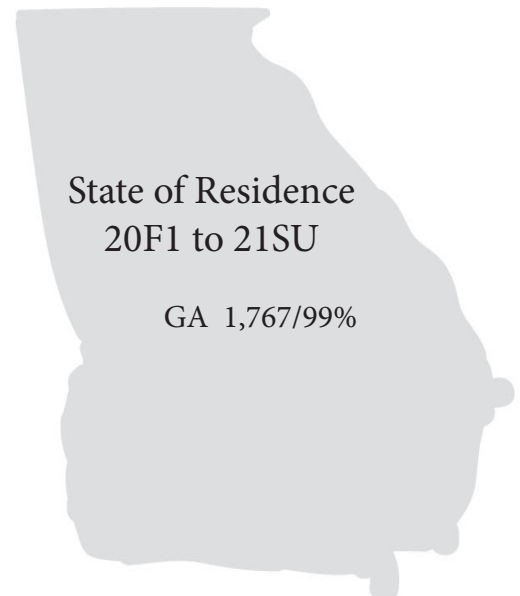 State of Residence
20F1 to 21SU
GA 1,767/99%